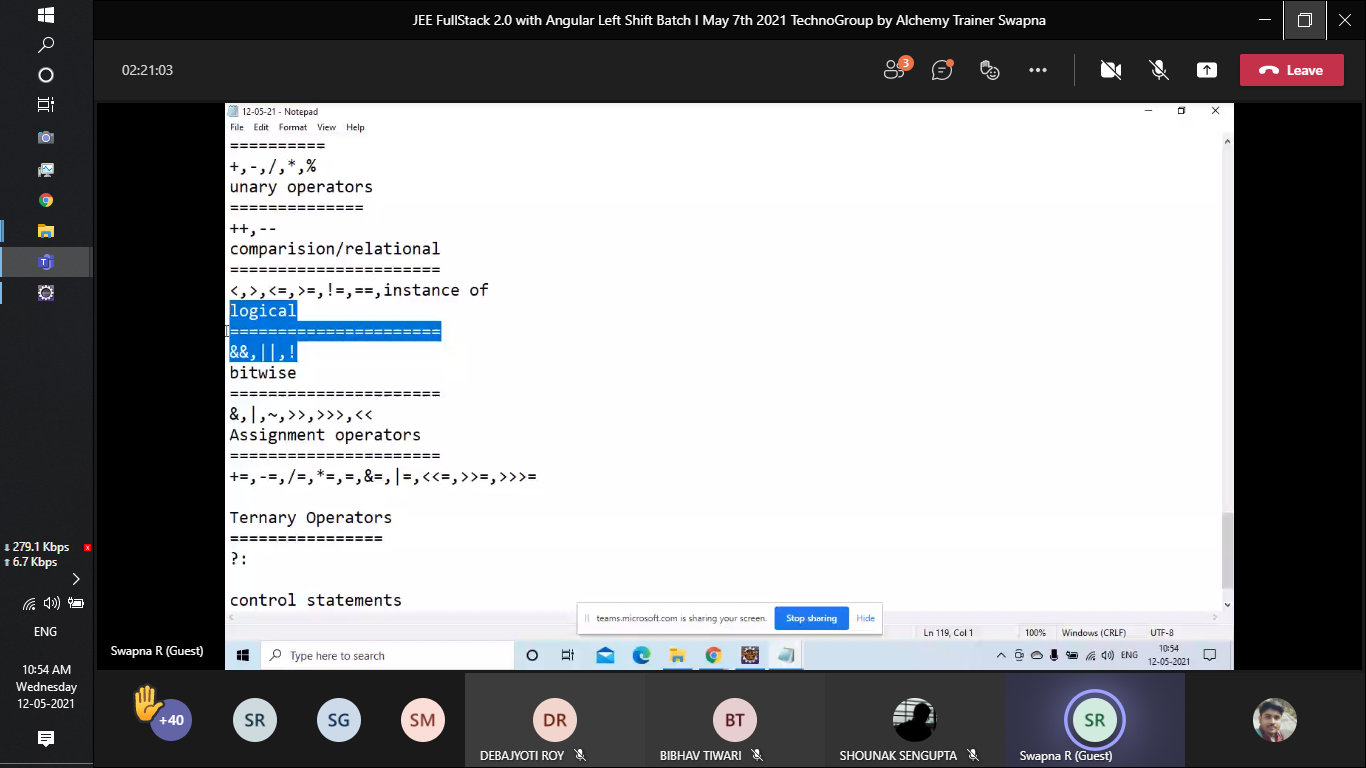 JEE FullStack 2.0 with Angular Left Shift Batch I May 7th 2021 TechnoGroup by Alchemy Trainer Swapna
02:21:03
3
Leave
12-05-21 - Notepad
File Edit Format View Help
==========
+,-,/,*,%
unary operators
==============
++,--
comparision/relational
======================
<,>,<=,>=,!=,==,instance of
logical
======================
&&,||,!
bitwise
======================
&,|,~,>>,>>>,<<
Assignment operators
======================
+=,-=,/=,*=,=,&=,|=,<<=,>>=,>>>=
Ternary Operators
================
?:
control statements
teams.microsoft.com is sharing your screen.
Stop sharing
Hide
Ln 119, Col 1
100%
Windows (CRLF)
UTF-8
Type here to search
ENG
10:54
12-05-2021
Swapna R (Guest)
279.1 Kbps
x
6.7 Kbps
ENG
10:54 AM
Wednesday
12-05-2021
+40
SR
SG
SM
DR
DEBAJYOTI ROY
BT
BIBHAV TIWARI
SHOUNAK SENGUPTA
SR
Swapna R (Guest)